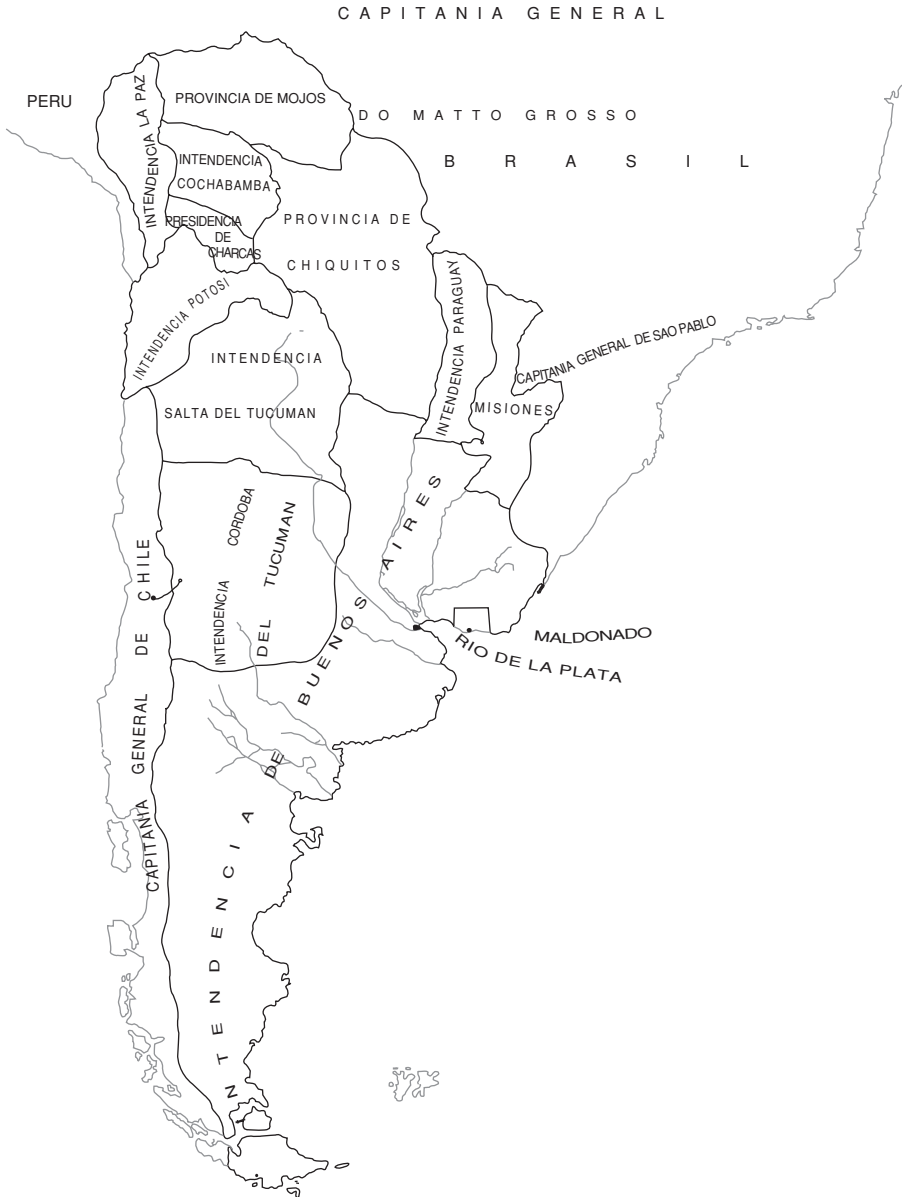 CAPITANIA GENERAL
PERU
INTENDENCIA LA PAZ
PROVINCIA DE MOJOS
DO MATTO GROSSO
BRASIL
INTENDENCIA
COCHABAMBA
PRESIDENCIA
DE
CHARCAS
PROVINCIA DE
CHIQUITOS
INTENDENCIA POTOSI
INTENDENCIA PARAGUAY
CAPITANIA GENERAL DE SAO PABLO
INTENDENCIA
SALTA DEL TUCUMAN
MISIONES
INTENDENCIA CORDOBA
DEL TUCUMAN
CAPITANIA GENERAL DE CHILE
NTENDENCIA DE BUENOS AIRES
MALDONADO
RIO DE LA PLATA